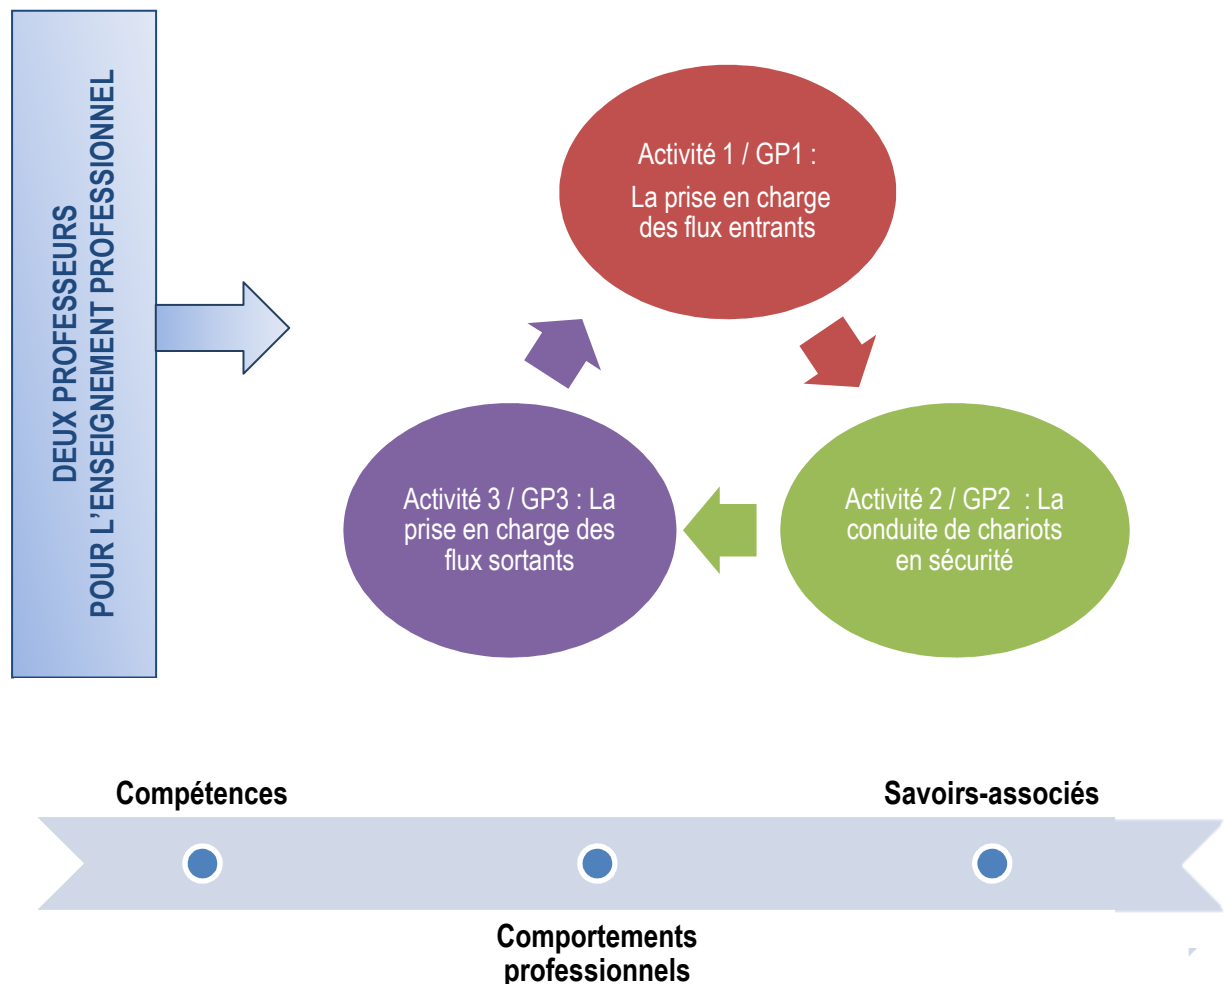 DEUX PROFESSEURS
POUR L'ENSEIGNEMENT PROFESSIONNEL
Activité 1 / GP1 :
La prise en charge
des flux entrants
Activité 3 / GP3 : La
prise en charge des
flux sortants
Activité 2 / GP2  : La
conduite de chariots
en sécurité
Compétences
Savoirs-associés
Comportements
professionnels